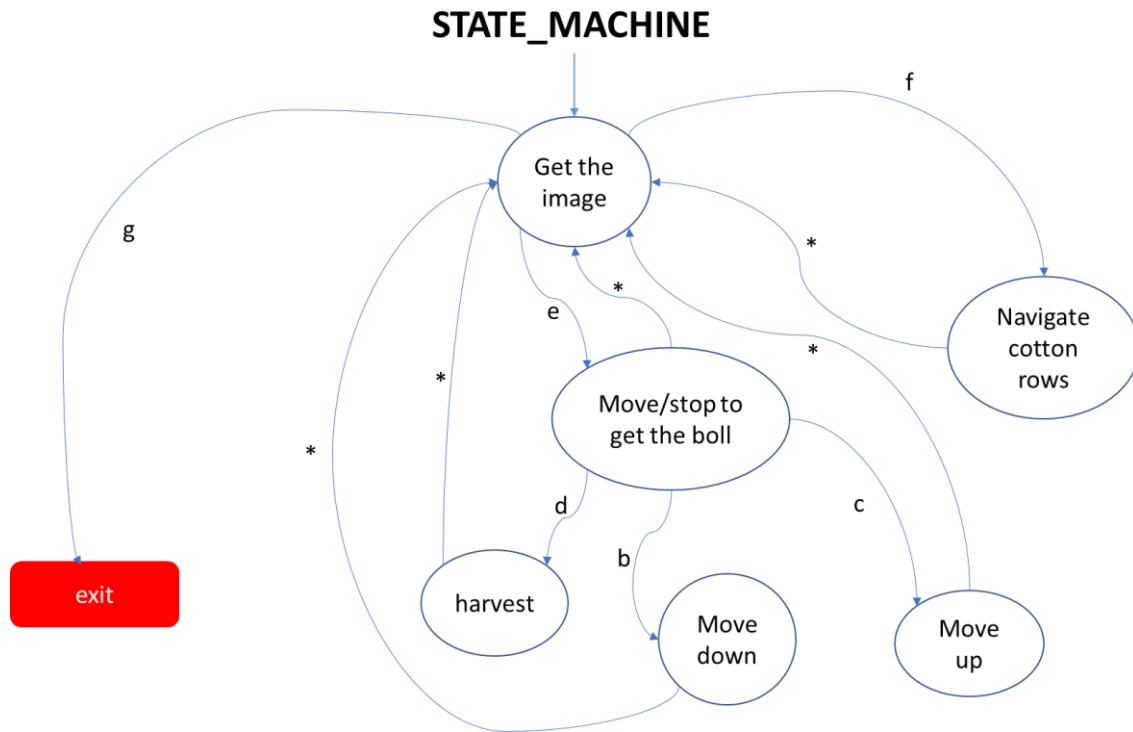 STATE_MACHINE
f
Get the
image
g
*
*
e
Navigate
cotton
rows
*
*
Move/stop to
get the boll
*
d
c
b
exit
harvest
Move
down
Move
up